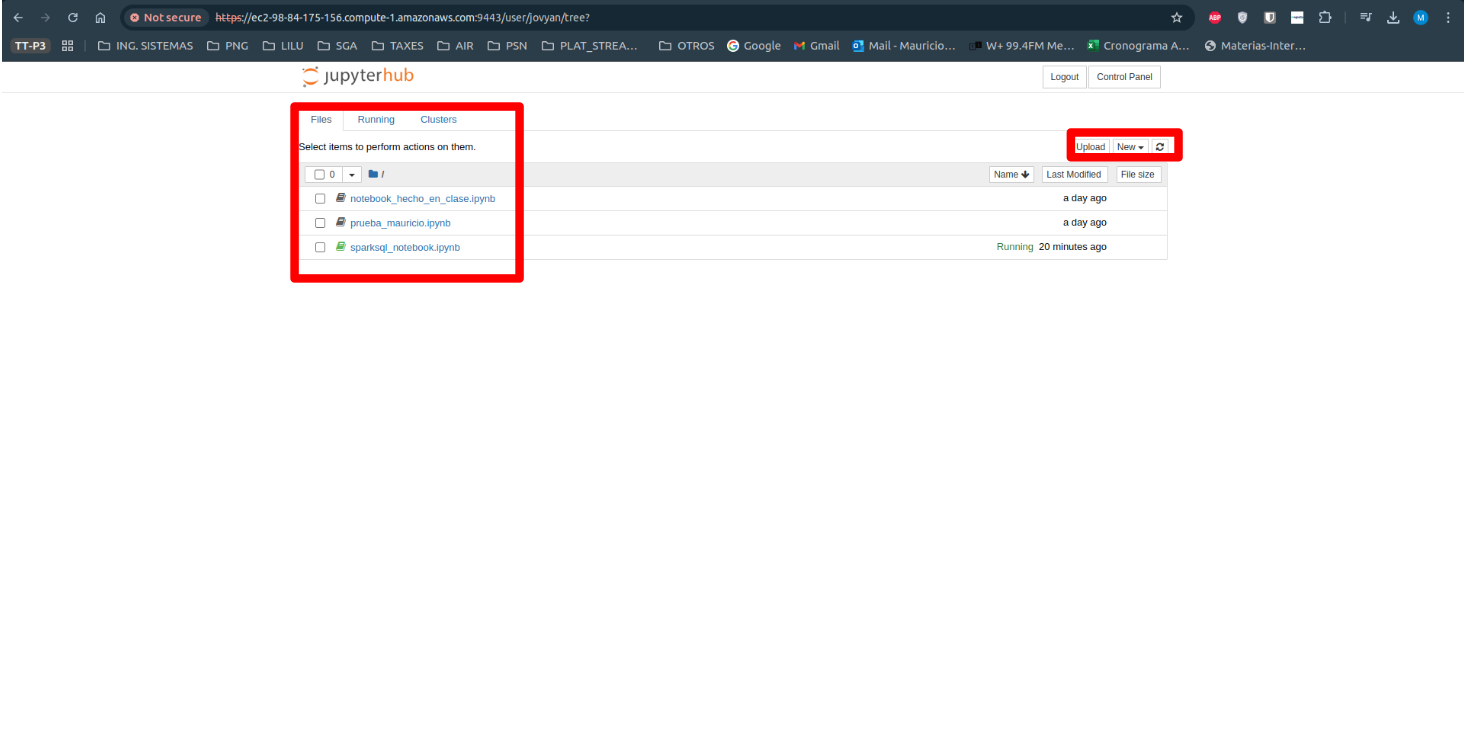 Not secure https://ec2-98-84-175-156.compute-1.amazonaws.com:9443/user/jovyan/tree? ABP M
TT-P3 ING. SISTEMAS PNG LILU SGA TAXES AIR PSN PLAT_STREA... OTROS Google Gmail Mail - Mauricio... W+ 99.4FM Me... Cronograma A... Materias-Inter...
jupyterhub Logout Control Panel
Files Running Clusters
Select items to perform actions on them. Upload New
0 / Name Last Modified File size
notebook_hecho_en_clase.ipynb a day ago
prueba_mauricio.ipynb a day ago
sparksql_notebook.ipynb Running 20 minutes ago